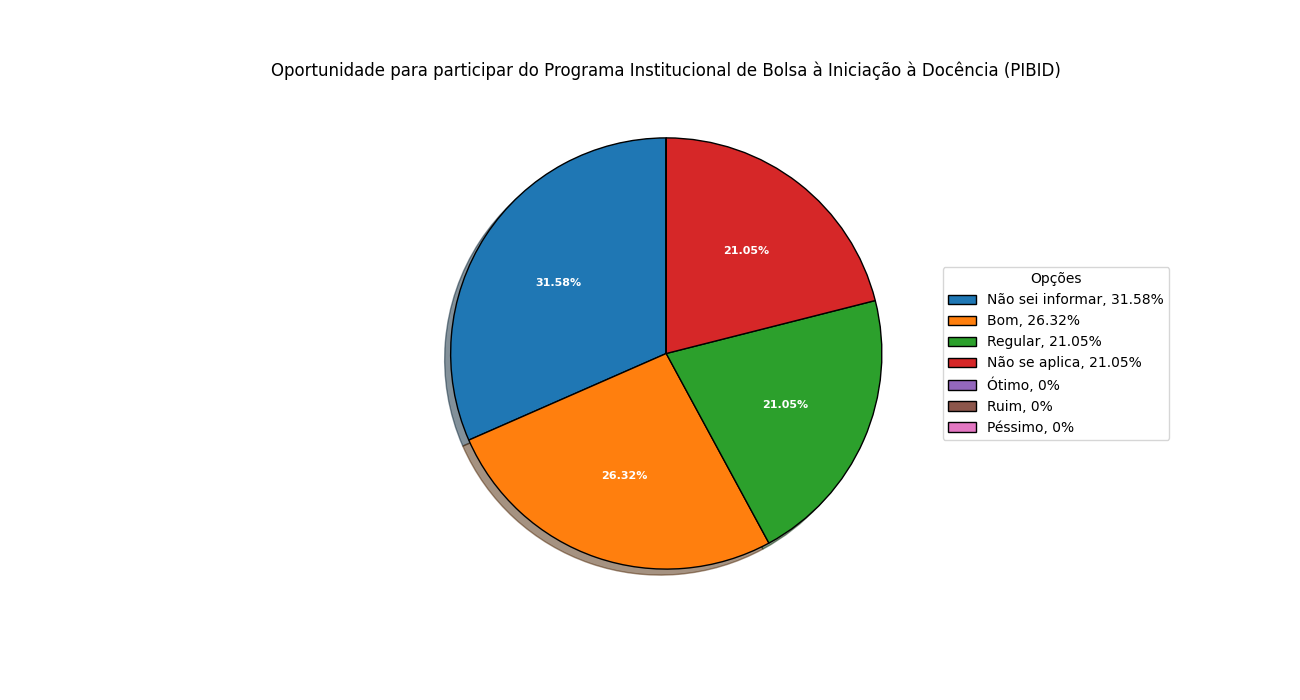 Oportunidade para participar do Programa Institucional de Bolsa à Iniciação à Docência (PIBID)
31.58%
21.05%
21.05%
26.32%
Opções
Não sei informar, 31.58%
Bom, 26.32%
Regular, 21.05%
Não se aplica, 21.05%
Ótimo, 0%
Ruim, 0%
Péssimo, 0%